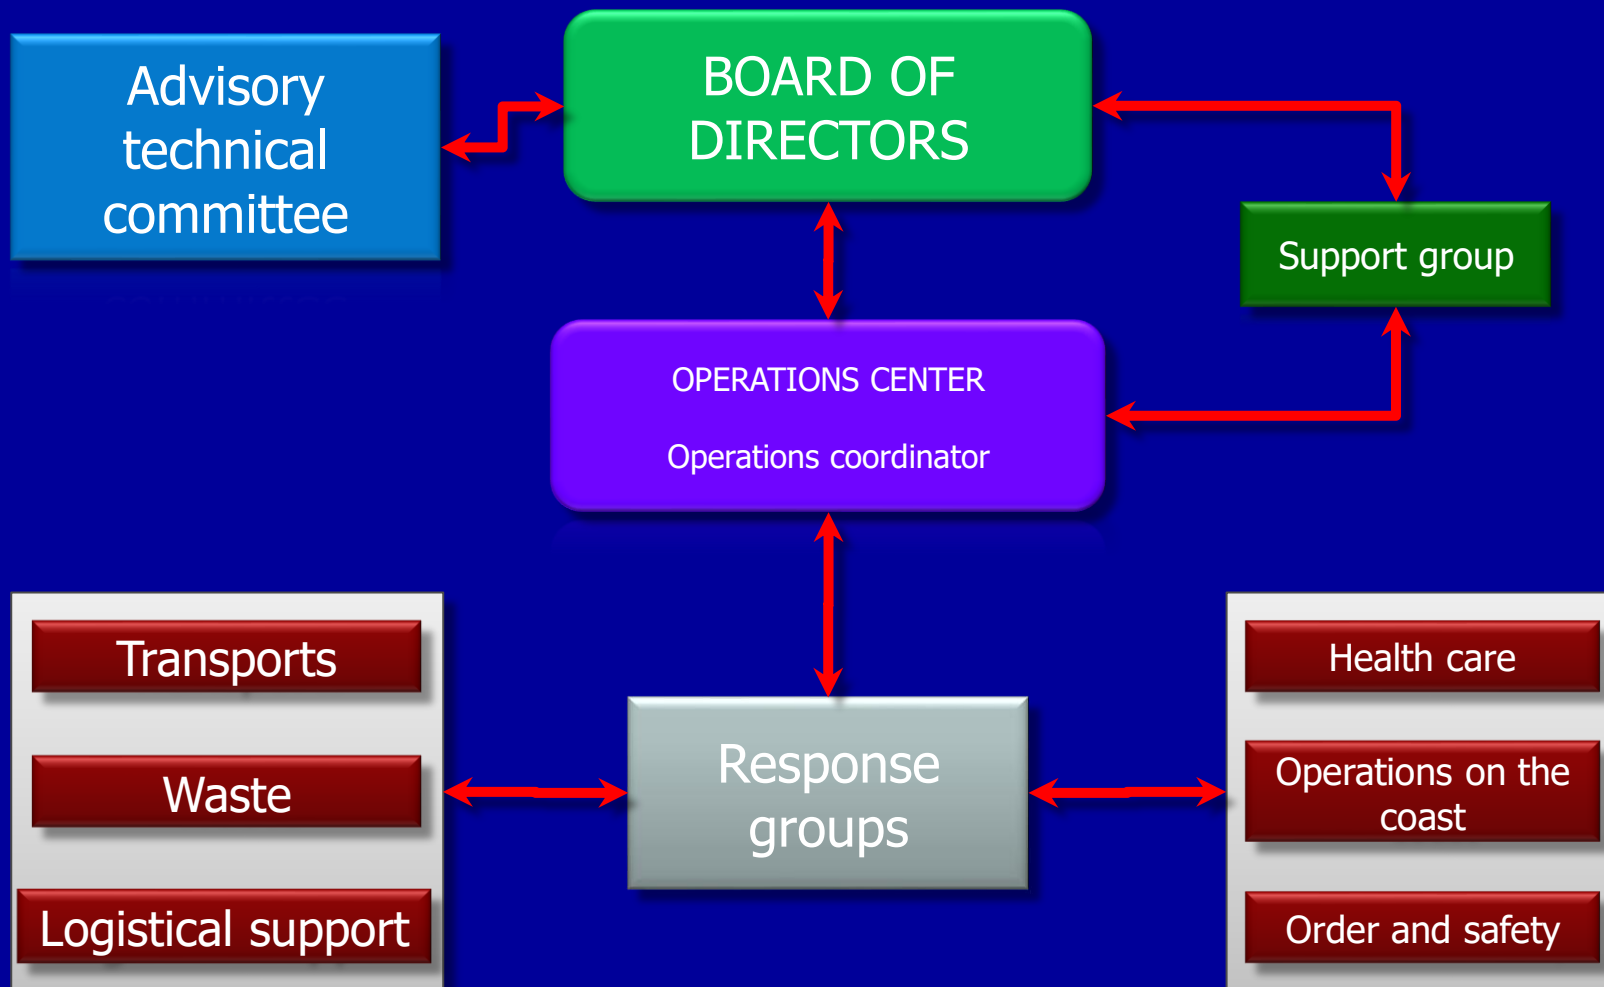 Advisory
technical
committee
BOARD OF
DIRECTORS
Support group
OPERATIONS CENTER
Operations coordinator
Transports
Waste
Logistical support
Response
groups
Health care
Operations on the
coast
Order and safety